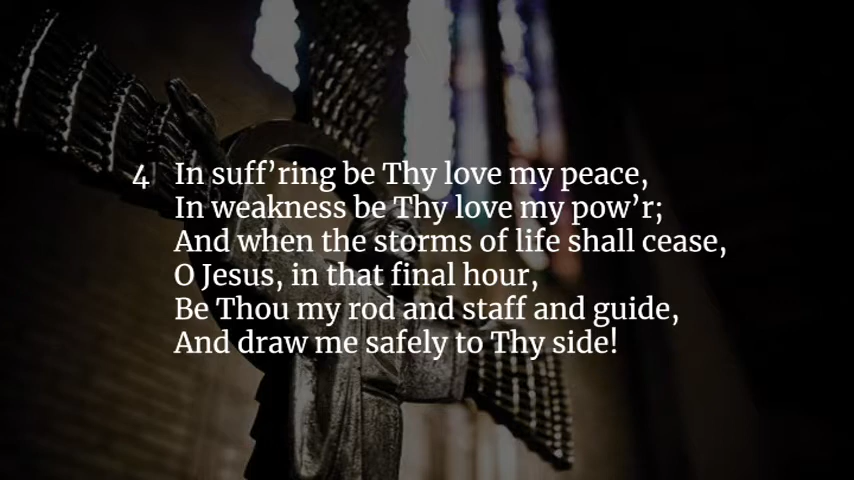 4 In suff’ring be Thy love my peace,
In weakness be Thy love my pow’r;
And when the storms of life shall cease,
O Jesus, in that final hour,
Be Thou my rod and staff and guide,
And draw me safely to Thy side!